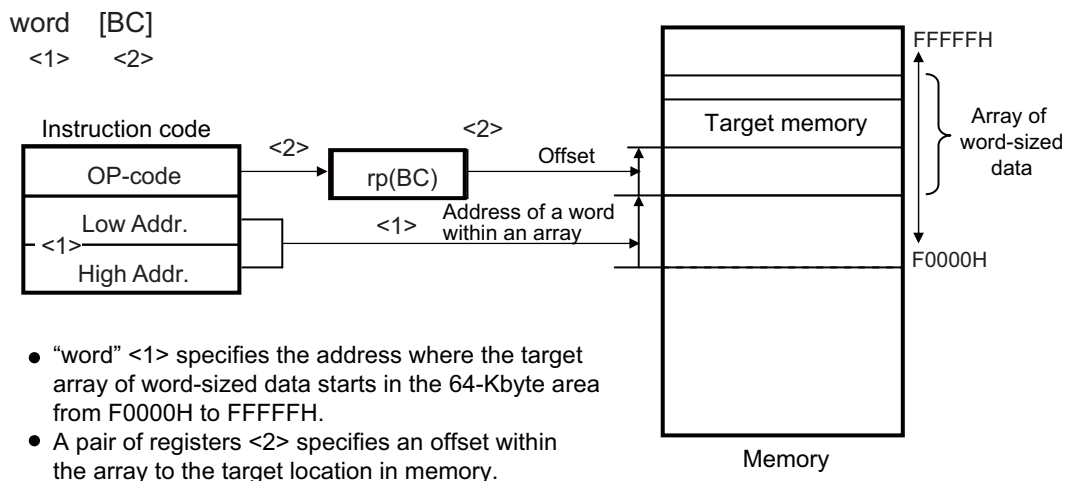 word [BC]
<1> <2>
FFFFFH
Array of
word-sized
data
Instruction code
<2>
<2>
Target memory
OP-code
rp(BC)
Offset
Low Addr.
<1>
High Addr.
<1>
Address of a word
within an array
F0000H
● “word” <1> specifies the address where the target
array of word-sized data starts in the 64-Kbyte area
from F0000H to FFFFFH.
● A pair of registers <2> specifies an offset within
the array to the target location in memory.
Memory